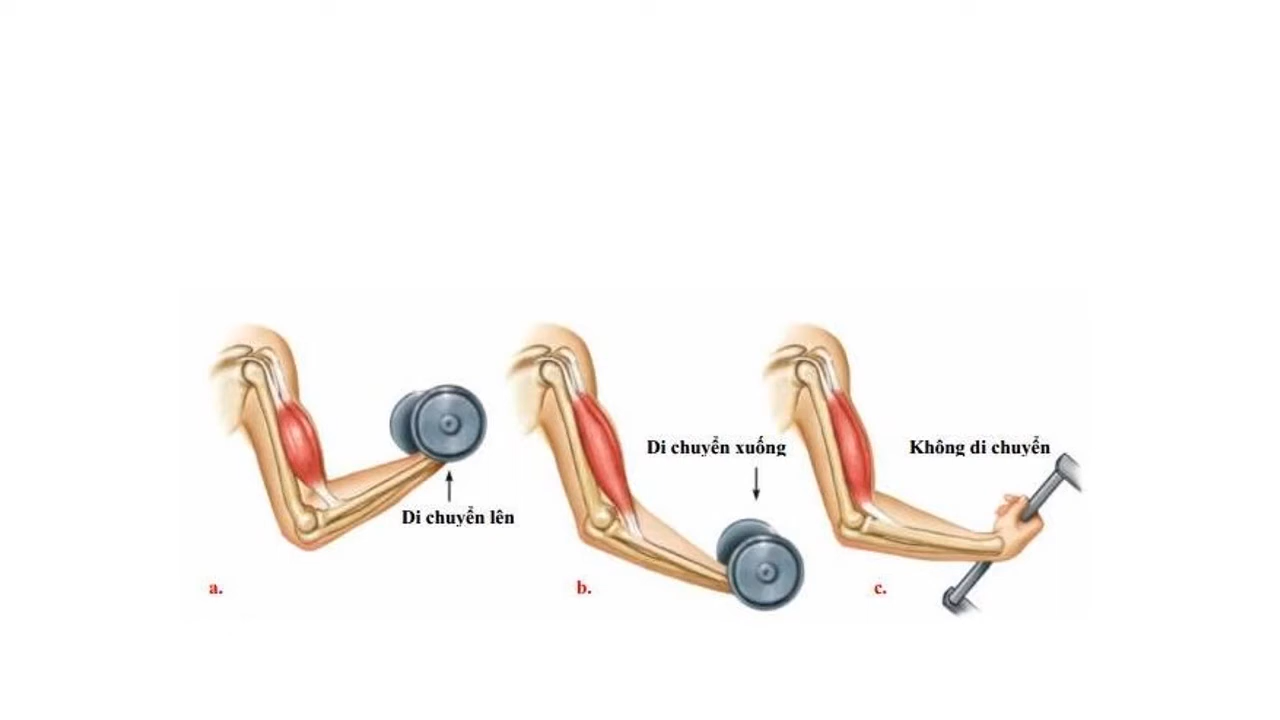 Di chuyển xuống
Không di chuyển
Di chuyển lên
a.
b.
c.